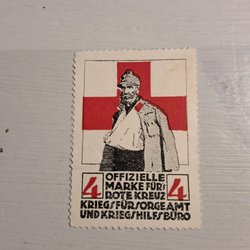 OFFIZIELLE
4 MARKE FÜR'S 4
ROTE KREUZ
KRIEGSFÜRSORGEAMT
UND KRIEGSHILFSBÜRO